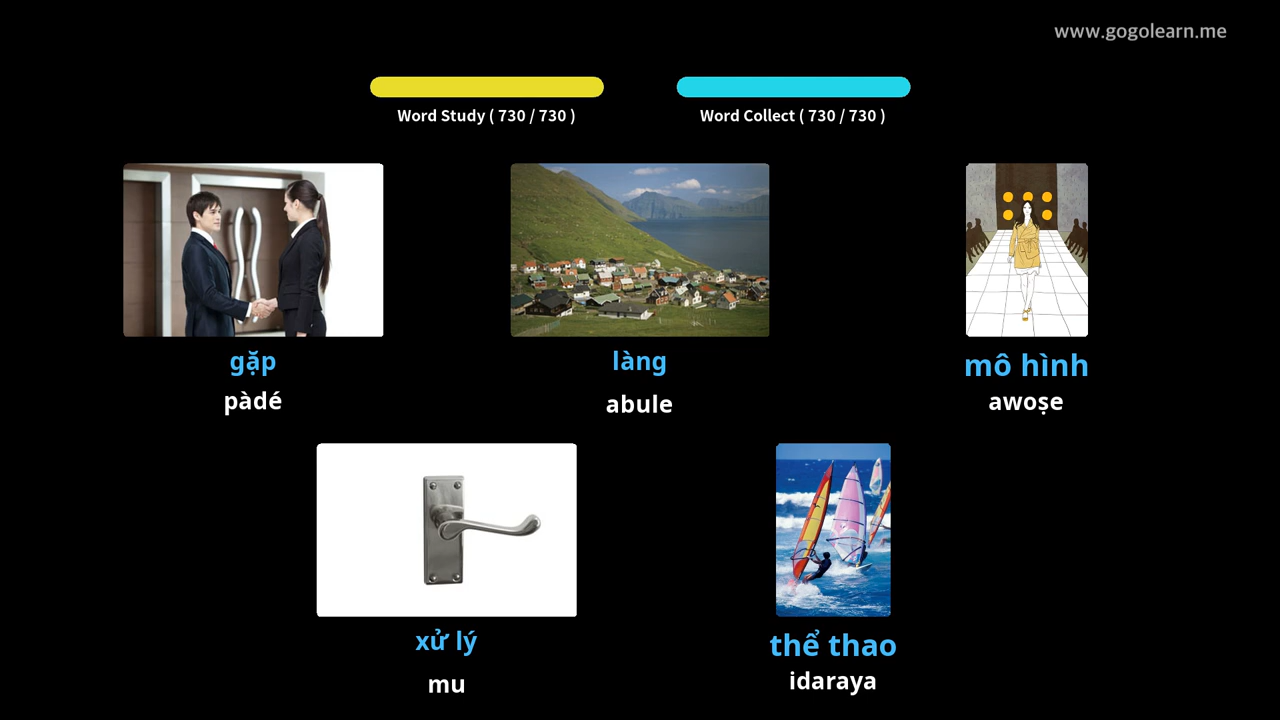 www.gogolearn.me
Word Study ( 730 / 730 )
Word Collect ( 730 / 730 )
gặp
pàdé
làng
abule
mô hình
awoṣe
xử lý
mu
thể thao
idaraya